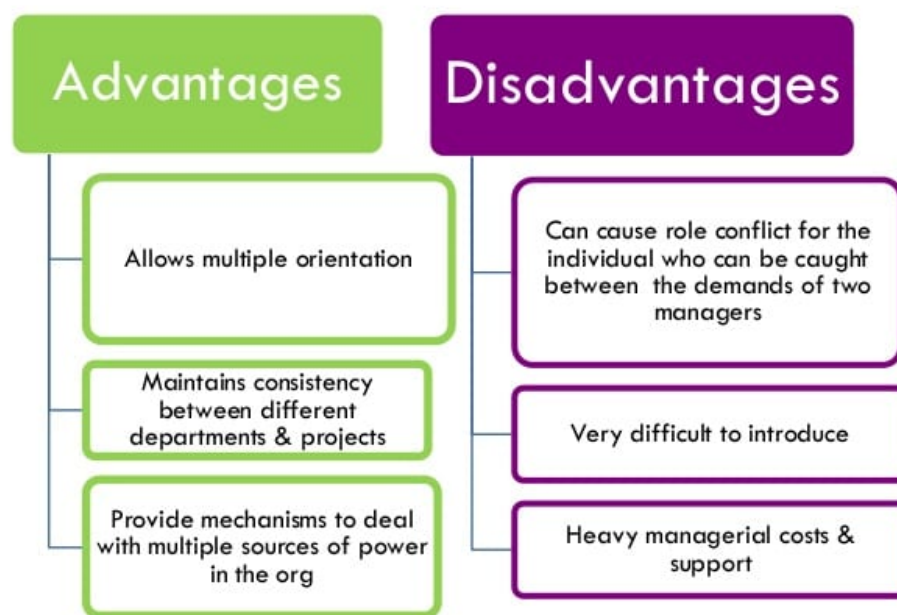 Advantages
Allows multiple orientation
Maintains consistency
between different
departments & projects
Provide mechanisms to deal
with multiple sources of power
in the org
Disadvantages
Can cause role conflict for the
individual who can be caught
between the demands of two
managers
Very difficult to introduce
Heavy managerial costs &
support